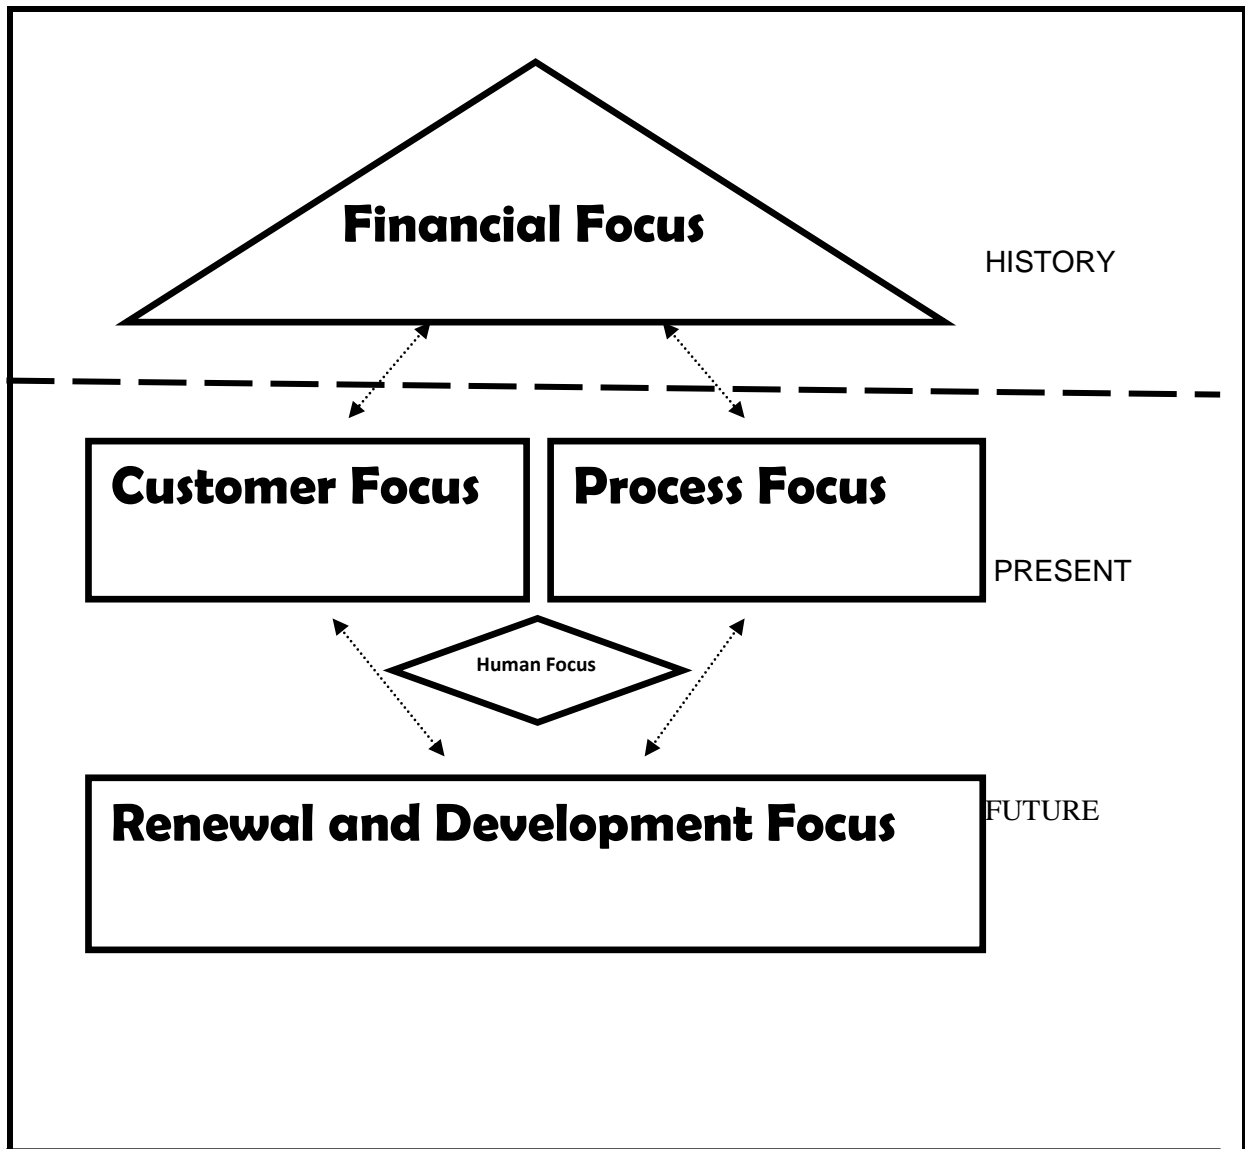 Financial Focus
HISTORY
Customer Focus
Process Focus
PRESENT
Human Focus
Renewal and Development Focus
FUTURE